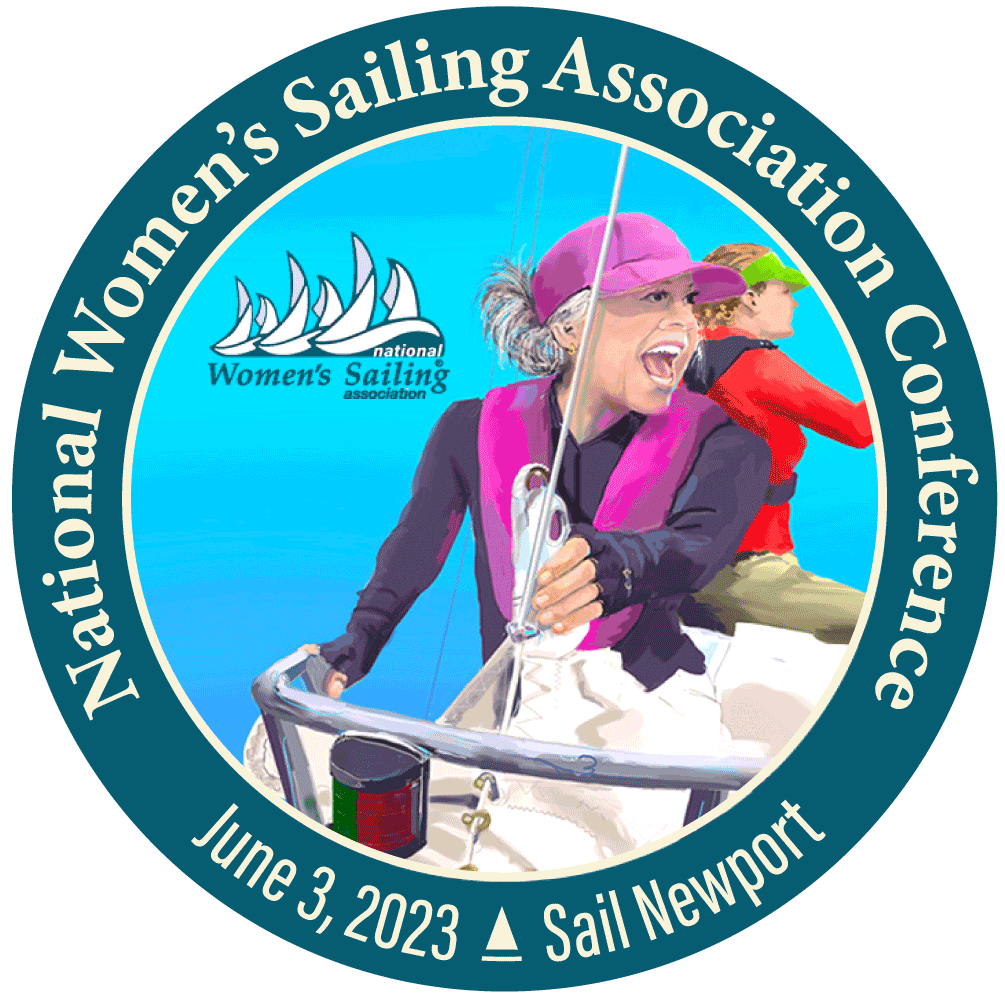 National Women's Sailing Association Conference
national
Women's Sailing®
association
June 3, 2023 Sail Newport